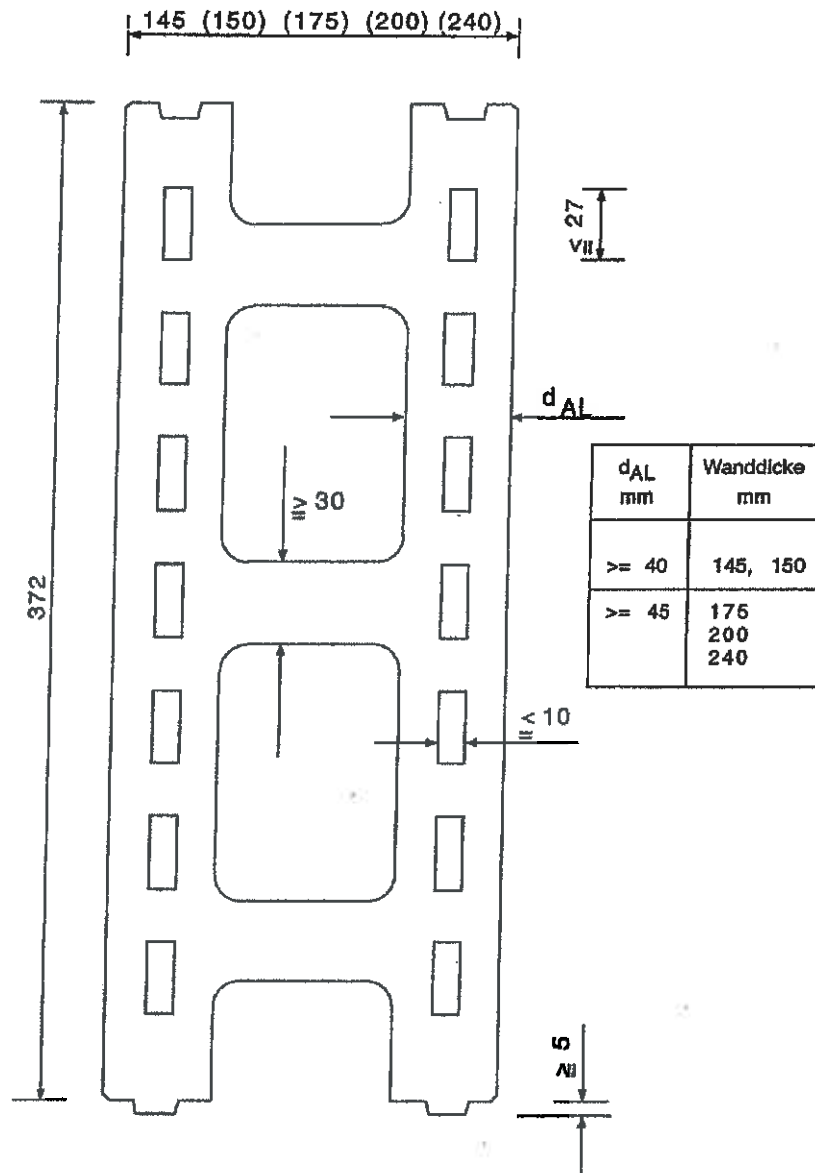 145 (150) (175) (200) (240)
≤ 27
d AL
≥ 30
372
dAL Wanddicke
mm mm
>= 40 145, 150
>= 45 175
200
240
≤ 10
≥ 5